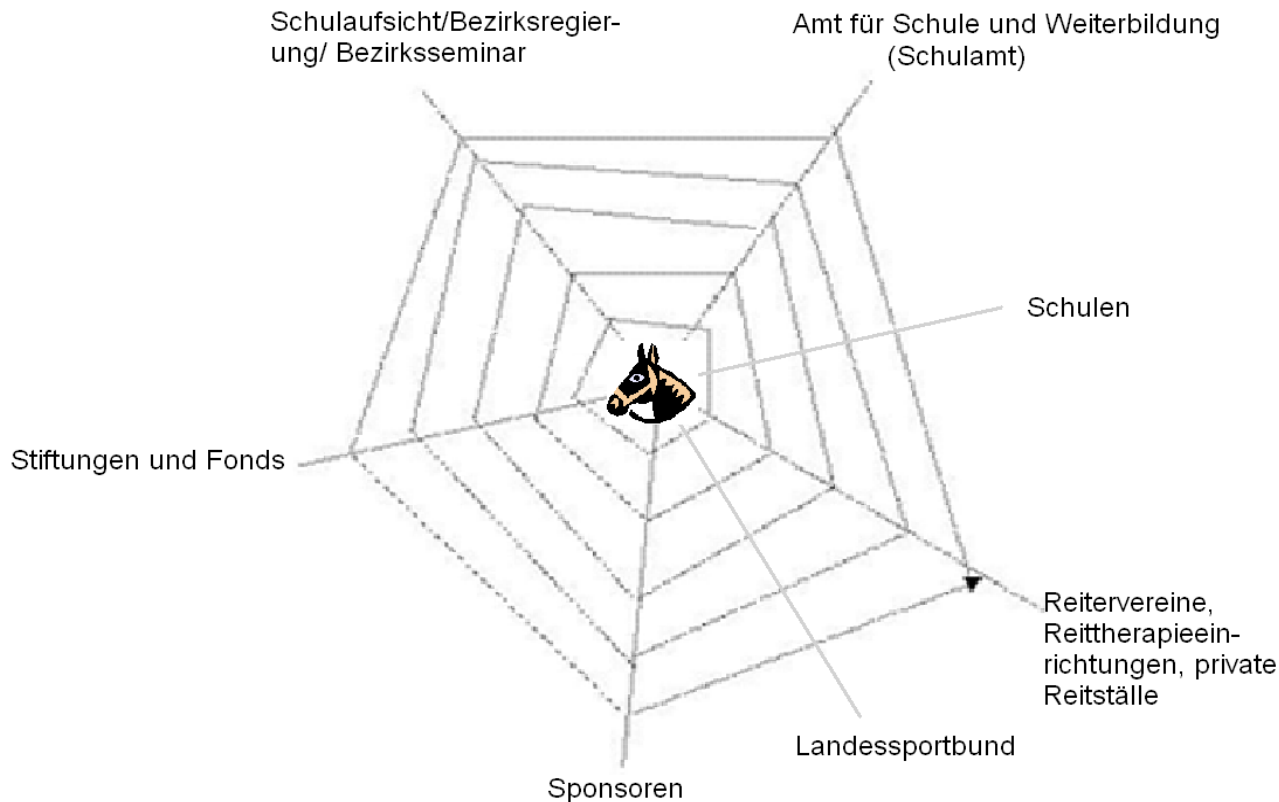 Schulaufsicht/Bezirksregier-
ung/ Bezirksseminar
Amt für Schule und Weiterbildung
(Schulamt)
Schulen
Stiftungen und Fonds
Reitervereine,
Reittherapieein-
richtungen, private
Reitställe
Landessportbund
Sponsoren